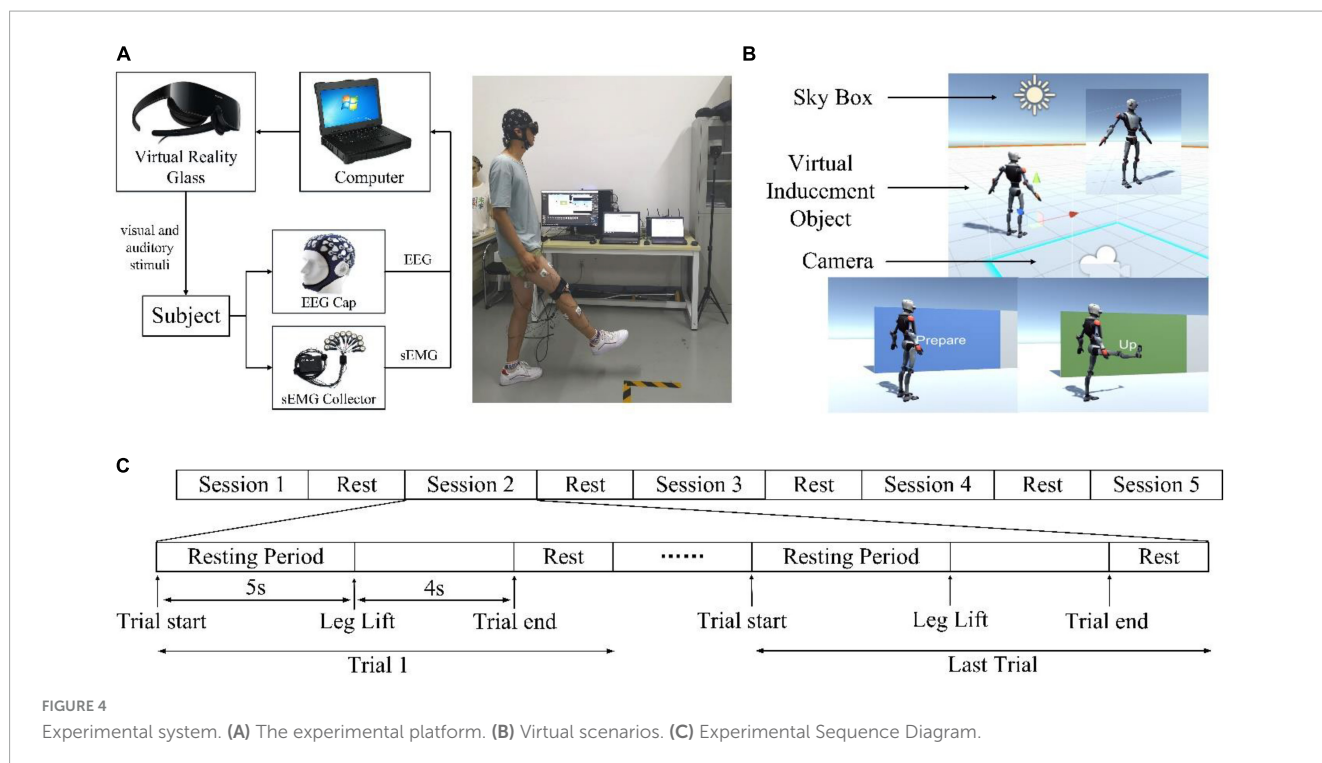 A
Virtual Reality
Glass
Computer
visual and
auditory
stimuli
Subject
EEG Cap
EEG
sEMG Collector
sEMG
B
Sky Box
Virtual
Inducement
Object
Camera
Prepare
Up
C
Session 1 Rest Session 2 Rest Session 3 Rest Session 4 Rest Session 5
Resting Period Rest ...... Resting Period Rest
5s 4s
Trial start Leg Lift Trial end Trial start Leg Lift Trial end
Trial 1 Last Trial
FIGURE 4
Experimental system. (A) The experimental platform. (B) Virtual scenarios. (C) Experimental Sequence Diagram.